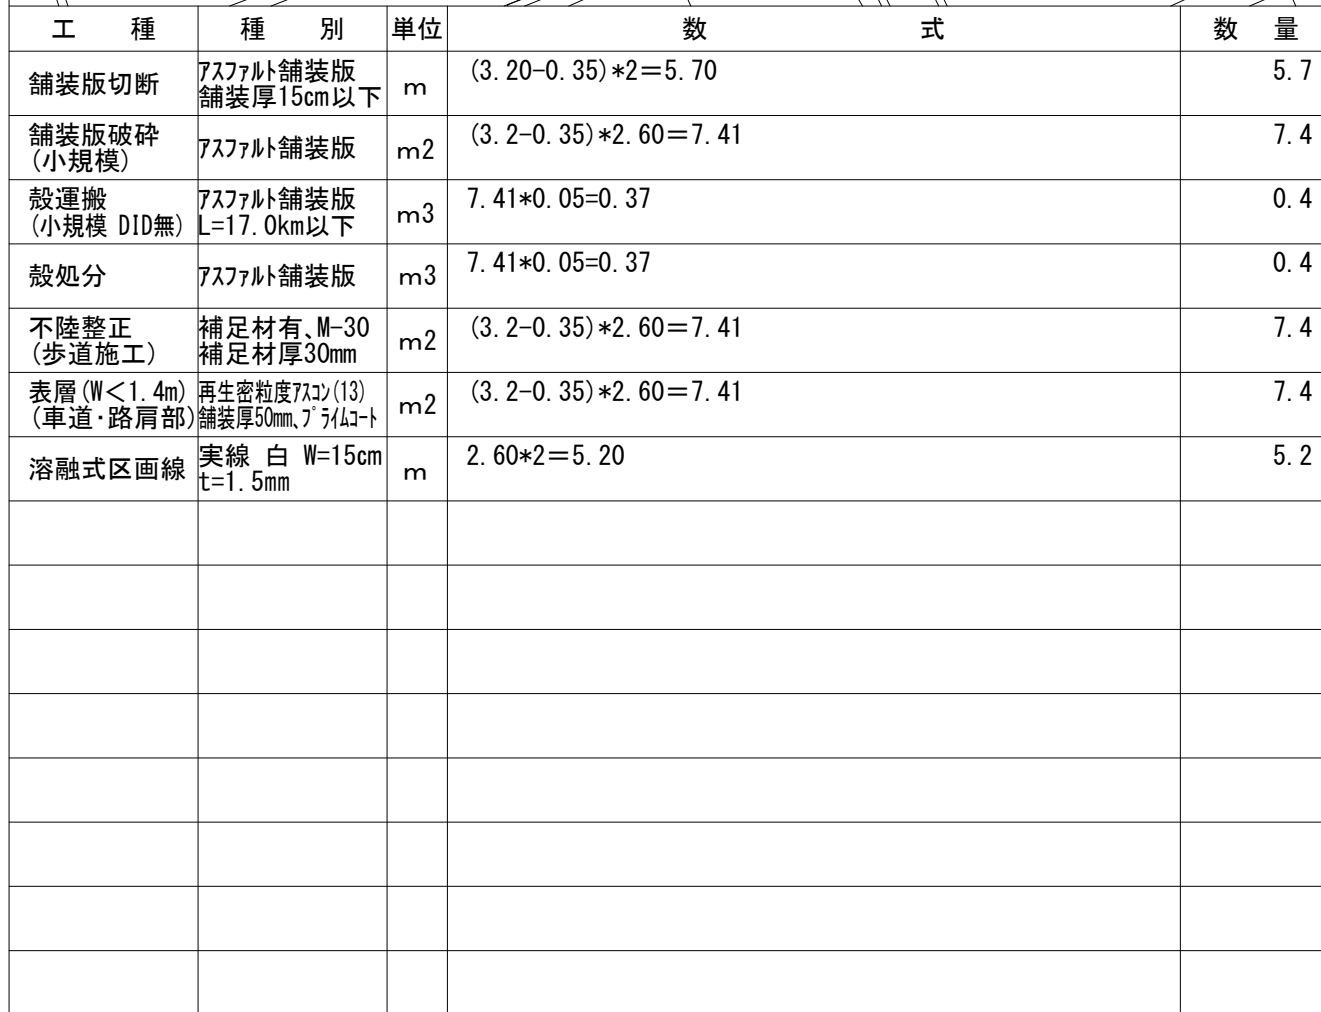 工　種 種　別 単位 数　式 数　量
舗装版切断 ｱｽﾌｧﾙﾄ舗装版 m (3.20-0.35)*2＝5.70 5.7
舗装厚15cm以下
舗装版破砕 ｱｽﾌｧﾙﾄ舗装版 m2 (3.2-0.35)*2.60＝7.41 7.4
(小規模)
殻運搬 ｱｽﾌｧﾙﾄ舗装版 m3 7.41*0.05=0.37 0.4
(小規模 DID無) L=17.0km以下
殻処分 ｱｽﾌｧﾙﾄ舗装版 m3 7.41*0.05=0.37 0.4
不陸整正 補足材有､M-30 m2 (3.2-0.35)*2.60＝7.41 7.4
(歩道施工) 補足材厚30mm
表層(W＜1.4m) 再生密粒度ｱｽｺﾝ(13) m2 (3.2-0.35)*2.60＝7.41 7.4
(車道･路肩部) 舗装厚50mm､ﾌﾟﾗｲﾑｺｰﾄ
溶融式区画線 実線 白 W=15cm m 2.60*2＝5.20 5.2
t=1.5mm